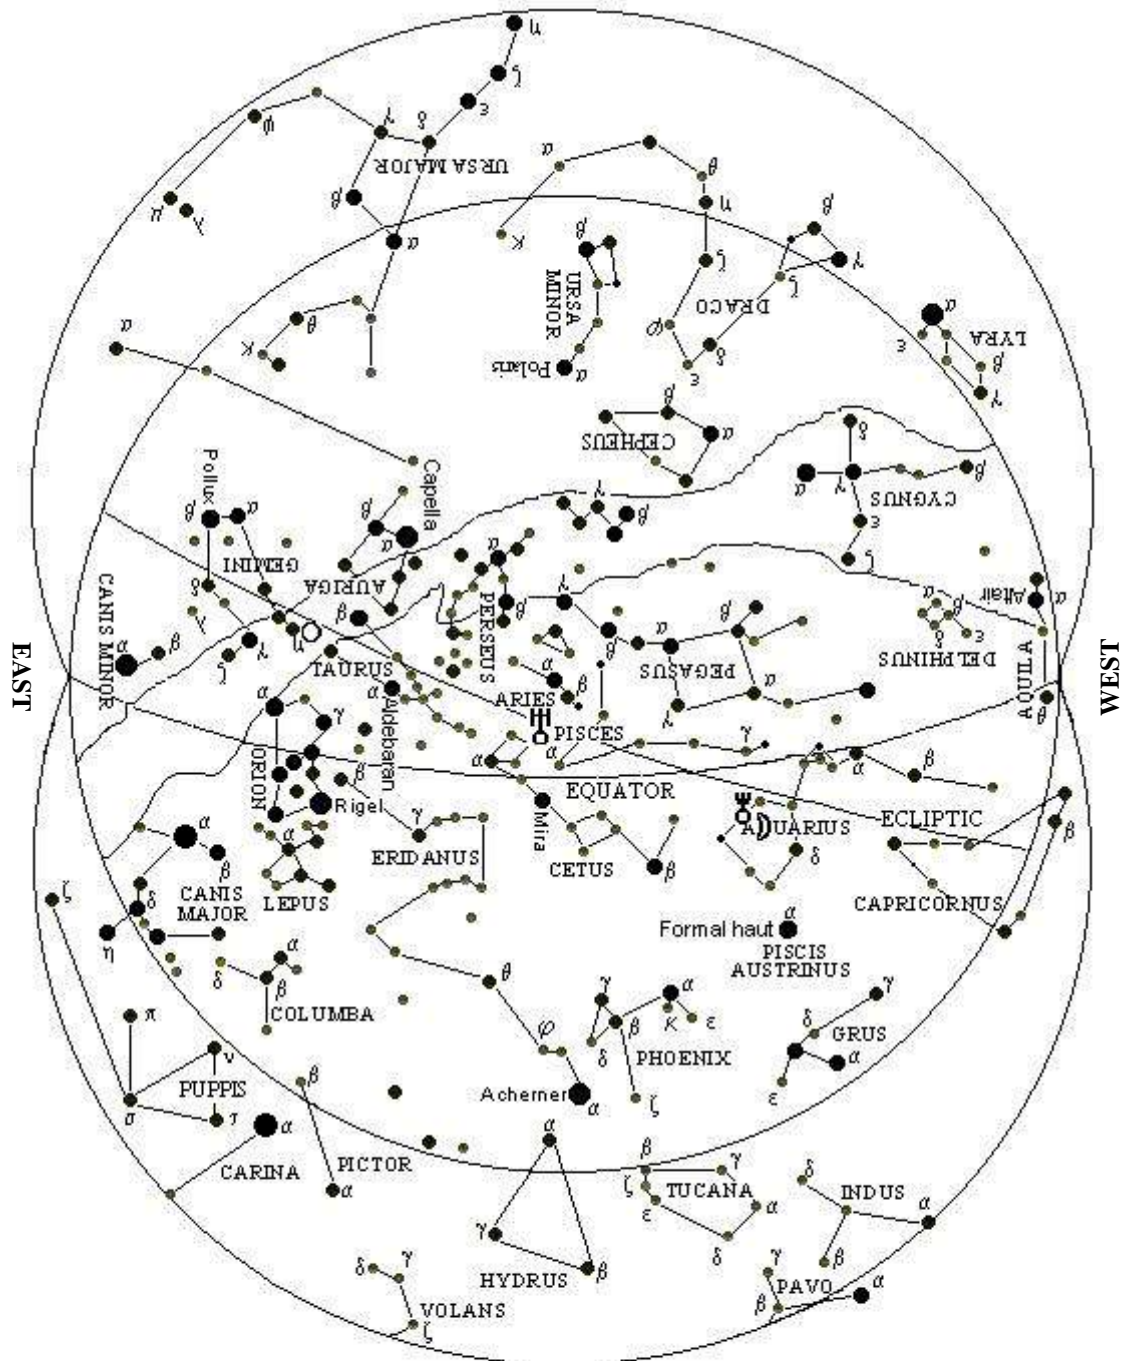 η
ζ
ε
δ
γ
φ
URSA MAJOR
β
μ
λ
α
α
κ
θ
η
ζ
β
URSA
MINOR
Polaris
α
DRACO
φ
ε
δ
β
γ
ξ
α
LYRA
ε
β
γ
θ
κ
α
β
CEPHEUS
α
δ
CYGNUS
α
γ
β
ε
ζ
Pollux
β
α
GEMINI
δ
λ
ζ
γ
η
Capella
β
α
AURIGA
γ
β
α
PERSEUS
β
γ
β
δ
α
β
PEGASUS
γ
α
α
β
δ
ε
DELPHINUS
Altair
α
AQUILA
θ
CANIS MINOR
α
β
EAST
WEST
β
TAURUS
α
Aldebaran
α
β
ARIES
PISCES
α
γ
α
EQUATOR
Mira
CETUS
β
α
γ
ORION
β
Rigel
γ
ERIDANUS
AQUARIUS
α
β
δ
ECLIPTIC
β
CAPRICORNUS
α
β
CANIS
MAJOR
δ
η
α
LEPUS
ζ
α
Formal haut
PISCIS
AUSTRINUS
δ
α
β
COLUMBA
θ
φ
γ
α
β
κ
ε
δ
PHOENIX
ζ
γ
δ
GRUS
α
ε
π
ν
PUPPIS
σ
τ
β
PICTOR
α
α
CARINA
Acherner
α
α
HYDRUS
γ
β
β
γ
ζ
TUCANA
ε
α
δ
δ
INDUS
α
β
γ
PAVO
α
β
δ
γ
VOLANS
ζ